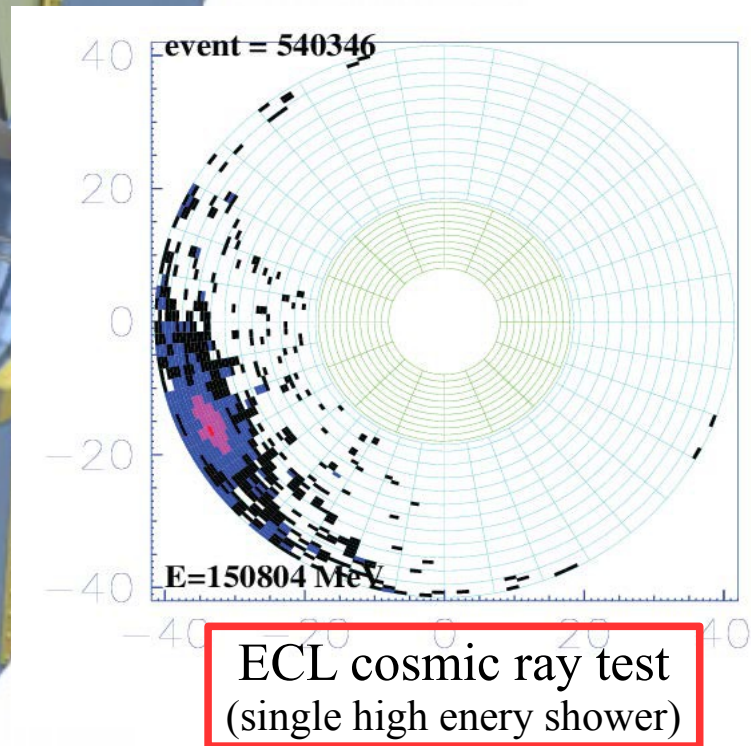 event = 540346
40
20
0
−20
−40
E=150804 MeV
−40 −20 0 20 40
ECL cosmic ray test
(single high enery shower)